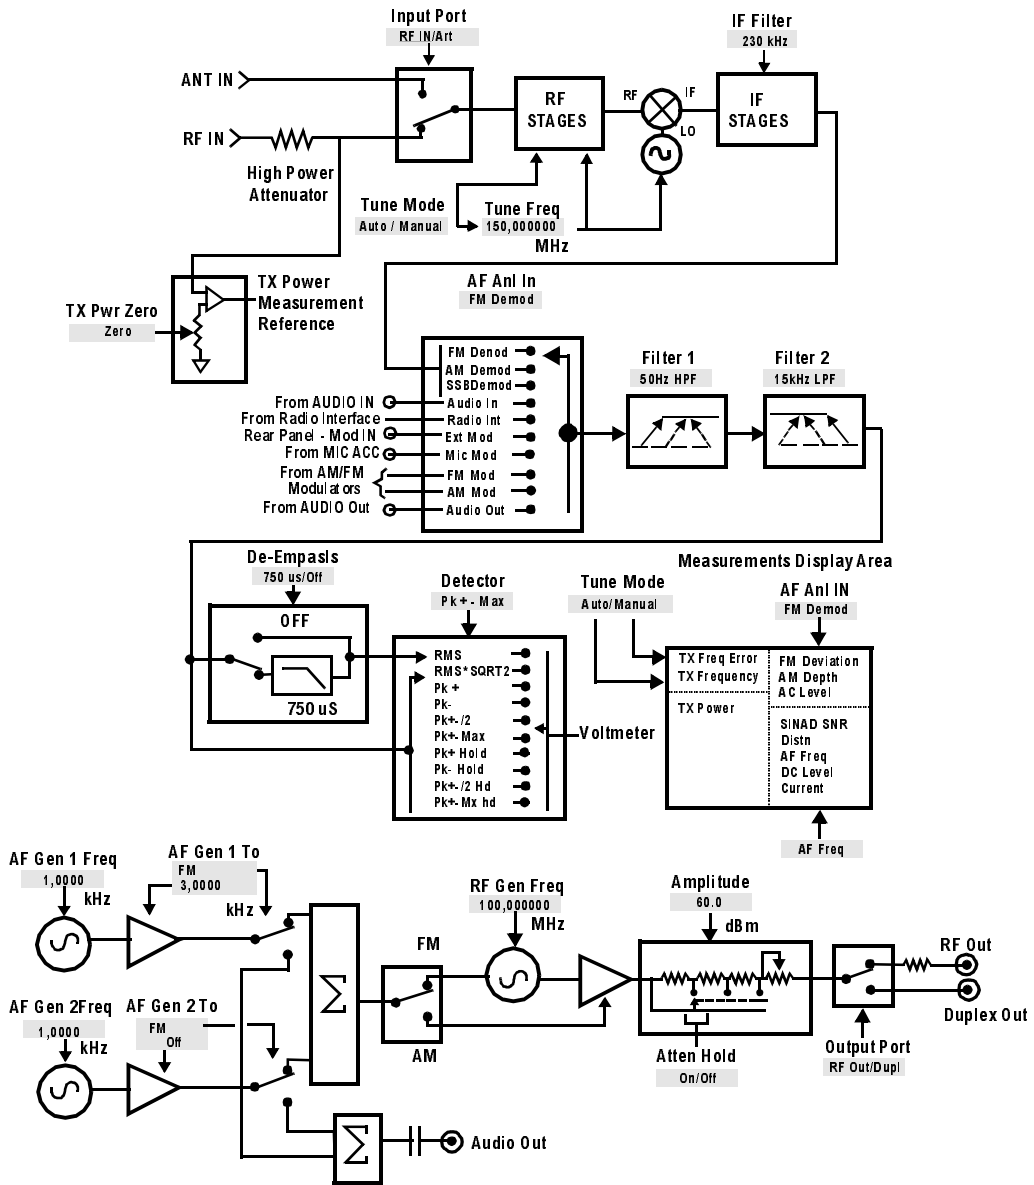 Input Port
RF IN/Art
IF Filter
230 kHz
ANT IN
RF IN
High Power
Attenuator
RF
STAGES
RF
IF
LO
IF
STAGES
Tune Mode
Auto / Manual
Tune Freq
150,000000
MHz
TX Pwr Zero
Zero
TX Power
Measurement
Reference
AF Anl In
FM Demod
FM Denod
AM Demod
SSBDemod
Audio In
Radio Int
Ext Mod
Mic Mod
FM Mod
AM Mod
Audio Out
From AUDIO IN
From Radio Interface
Rear Panel - Mod IN
From MIC ACC
From AM/FM
Modulators
From AUDIO Out
Filter 1
50Hz HPF
Filter 2
15kHz LPF
De-Empasls
750 us/Off
OFF
750 uS
Detector
Pk + - Max
RMS
RMS*SQRT2
Pk +
Pk-
Pk+-/2
Pk+-Max
Pk+ Hold
Pk- Hold
Pk+-/2 Hd
Pk+-Mx hd
Voltmeter
Measurements Display Area
Tune Mode
Auto/Manual
AF Anl IN
FM Demod
TX Freq Error
TX Frequency
TX Power
FM Deviation
AM Depth
AC Level
SINAD SNR
Distn
AF Freq
DC Level
Current
AF Freq
AF Gen 1 Freq
1,0000
kHz
AF Gen 1 To
FM
3,0000
kHz
AF Gen 2Freq
1,0000
kHz
AF Gen 2 To
FM
Off
Σ
Σ
FM
AM
RF Gen Freq
100,000000
MHz
Amplitude
60.0
dBm
Atten Hold
On/Off
Output Port
RF Out/Dupl
RF Out
Duplex Out
Audio Out